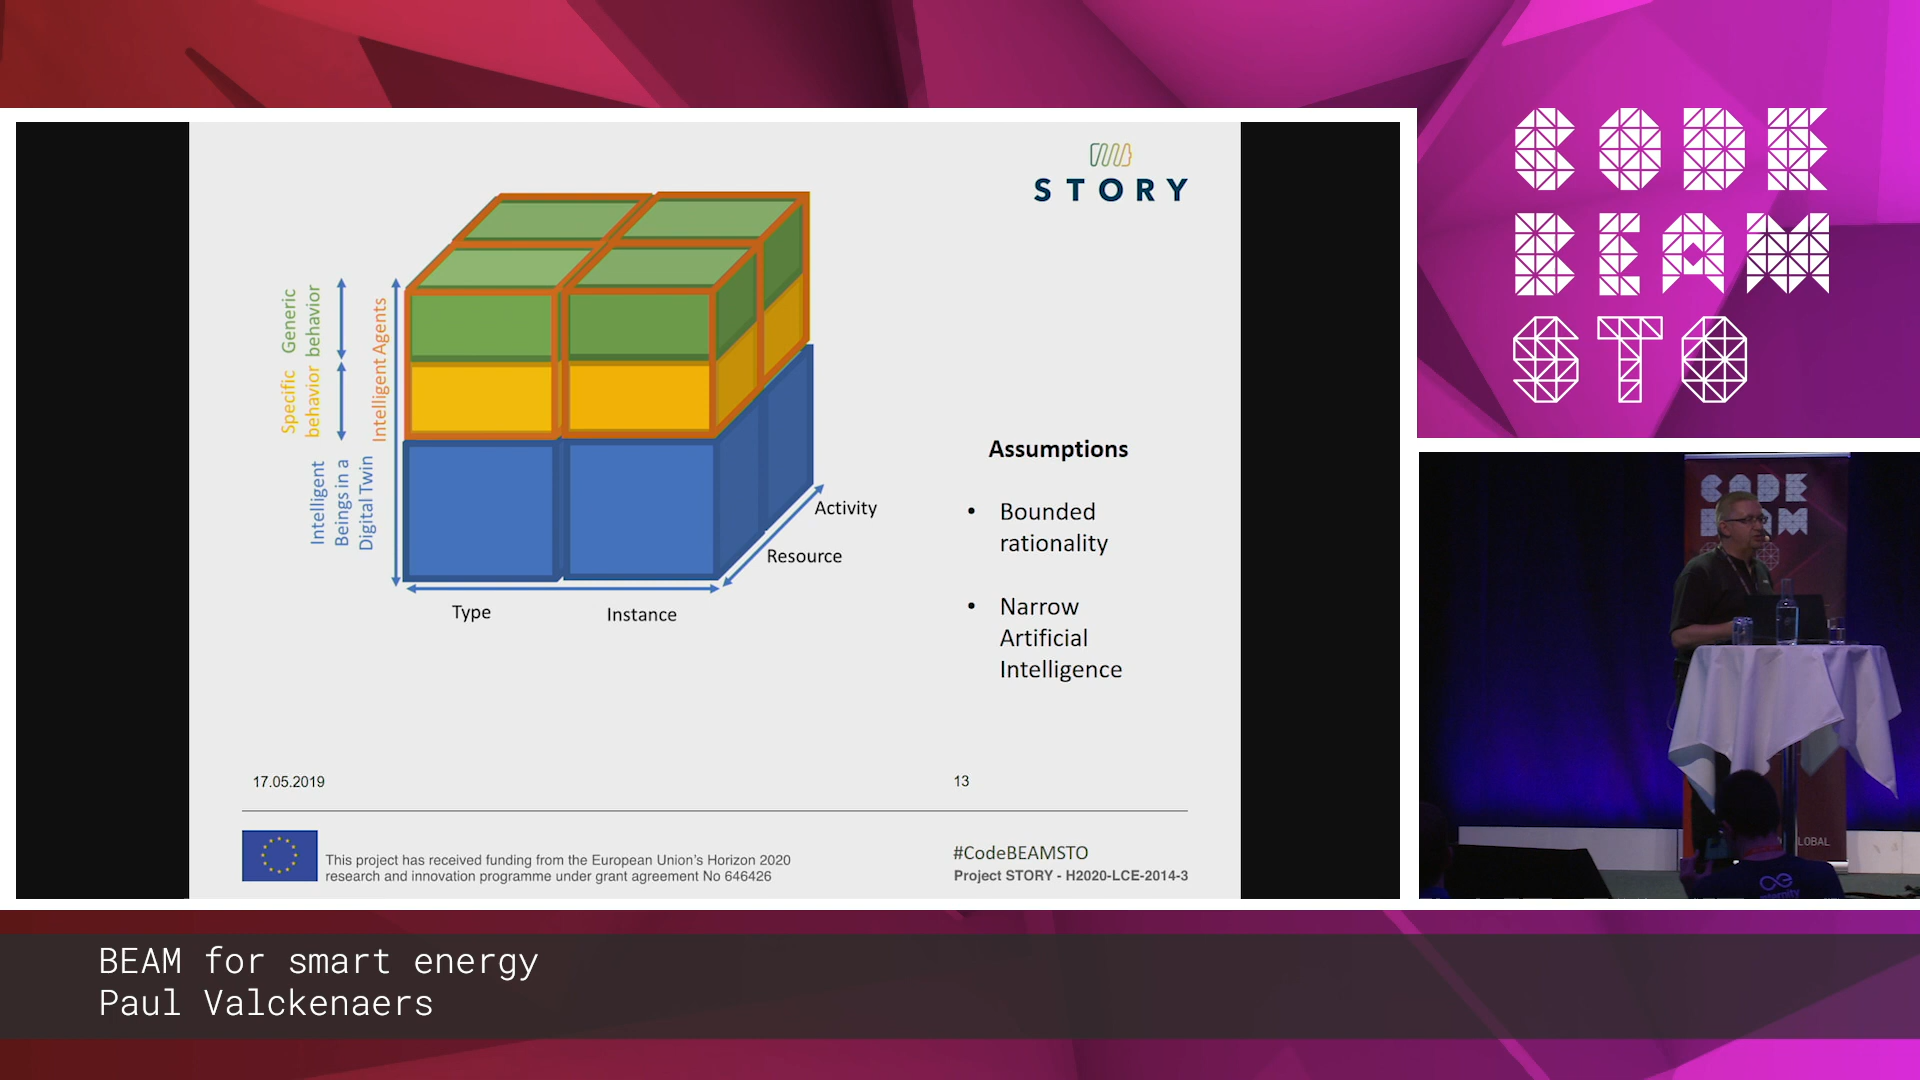 STORY
Generic
behavior
Specific
behavior
Intelligent Agents
Intelligent
Beings in a
Digital Twin
Activity
Resource
Type
Instance
Assumptions
• Bounded
rationality
• Narrow
Artificial
Intelligence
17.05.2019
13
This project has received funding from the European Union's Horizon 2020
research and innovation programme under grant agreement No 646426
#CodeBEAMSTO
Project STORY - H2020-LCE-2014-3
CODE
BEAM
STO
CODE
BEAM
LOBAL
BEAM for smart energy
Paul Valckenaers